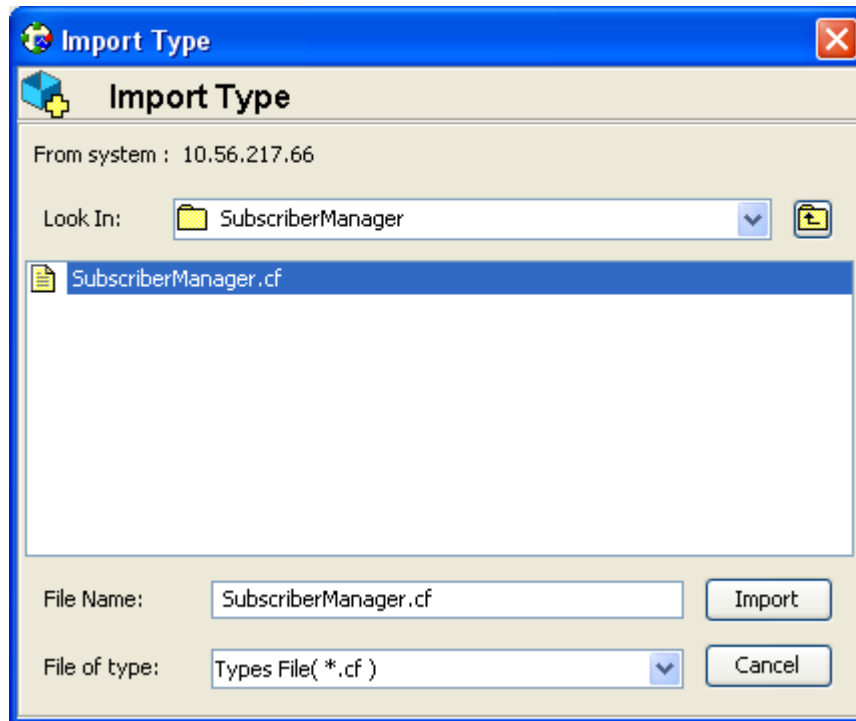 Import Type
Import Type
From system : 10.56.217.66
Look In: SubscriberManager
SubscriberManager.cf
File Name: SubscriberManager.cf Import
File of type: Types File( *.cf ) Cancel